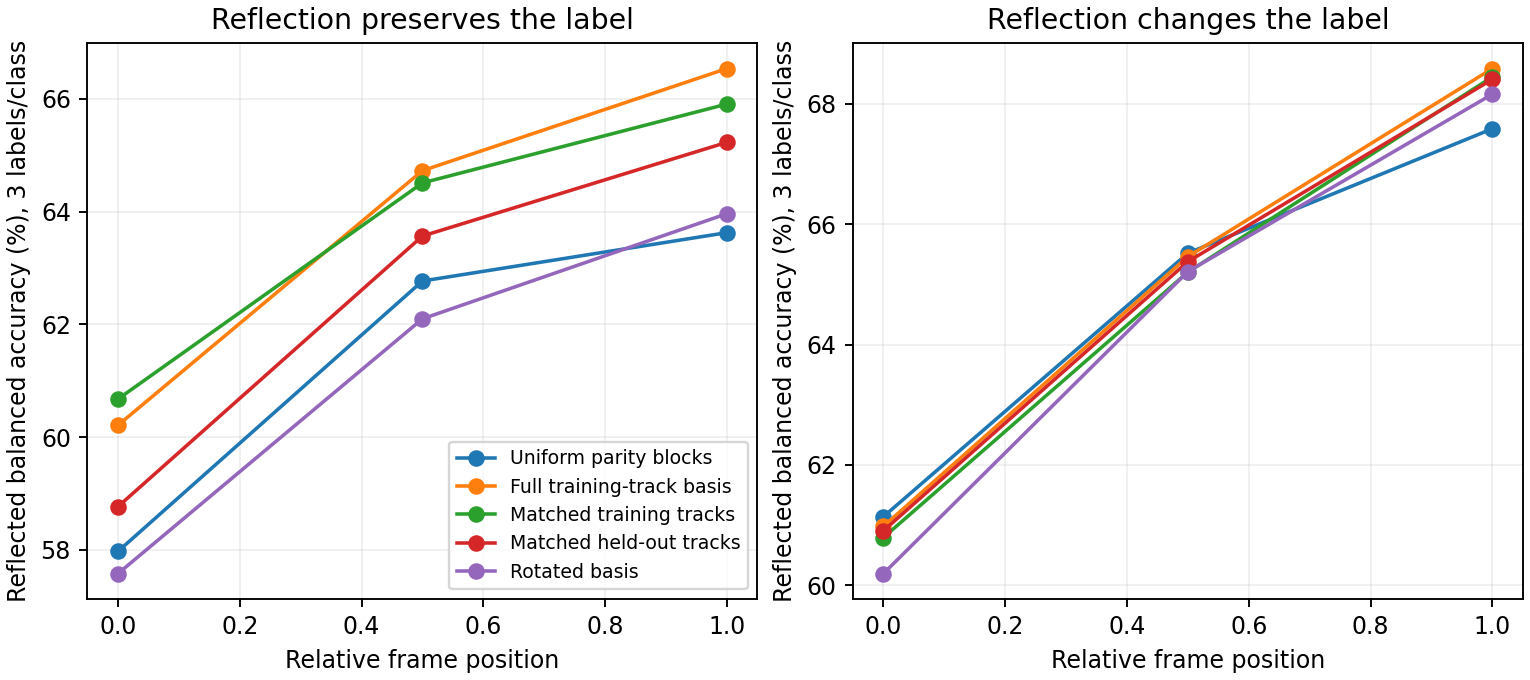 Reflection preserves the label
Reflected balanced accuracy (%), 3 labels/class
66
64
62
60
58
0.0 0.2 0.4 0.6 0.8 1.0
Relative frame position
Uniform parity blocks
Full training-track basis
Matched training tracks
Matched held-out tracks
Rotated basis
Reflection changes the label
Reflected balanced accuracy (%), 3 labels/class
68
66
64
62
60
0.0 0.2 0.4 0.6 0.8 1.0
Relative frame position